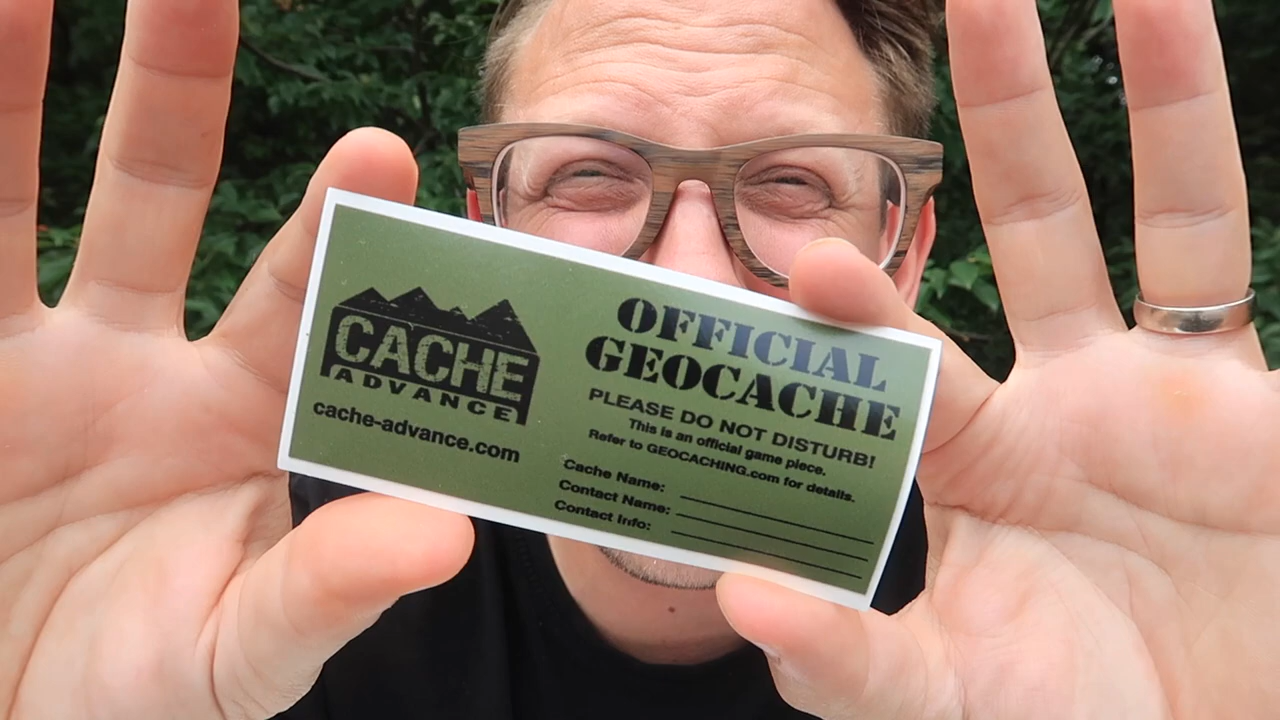 CACHE
ADVANCE
cache-advance.com
OFFICIAL
GEOCACHE
PLEASE DO NOT DISTURB!
This is an official game piece.
Refer to GEOCACHING.com for details.
Cache Name:
Contact Name:
Contact Info: